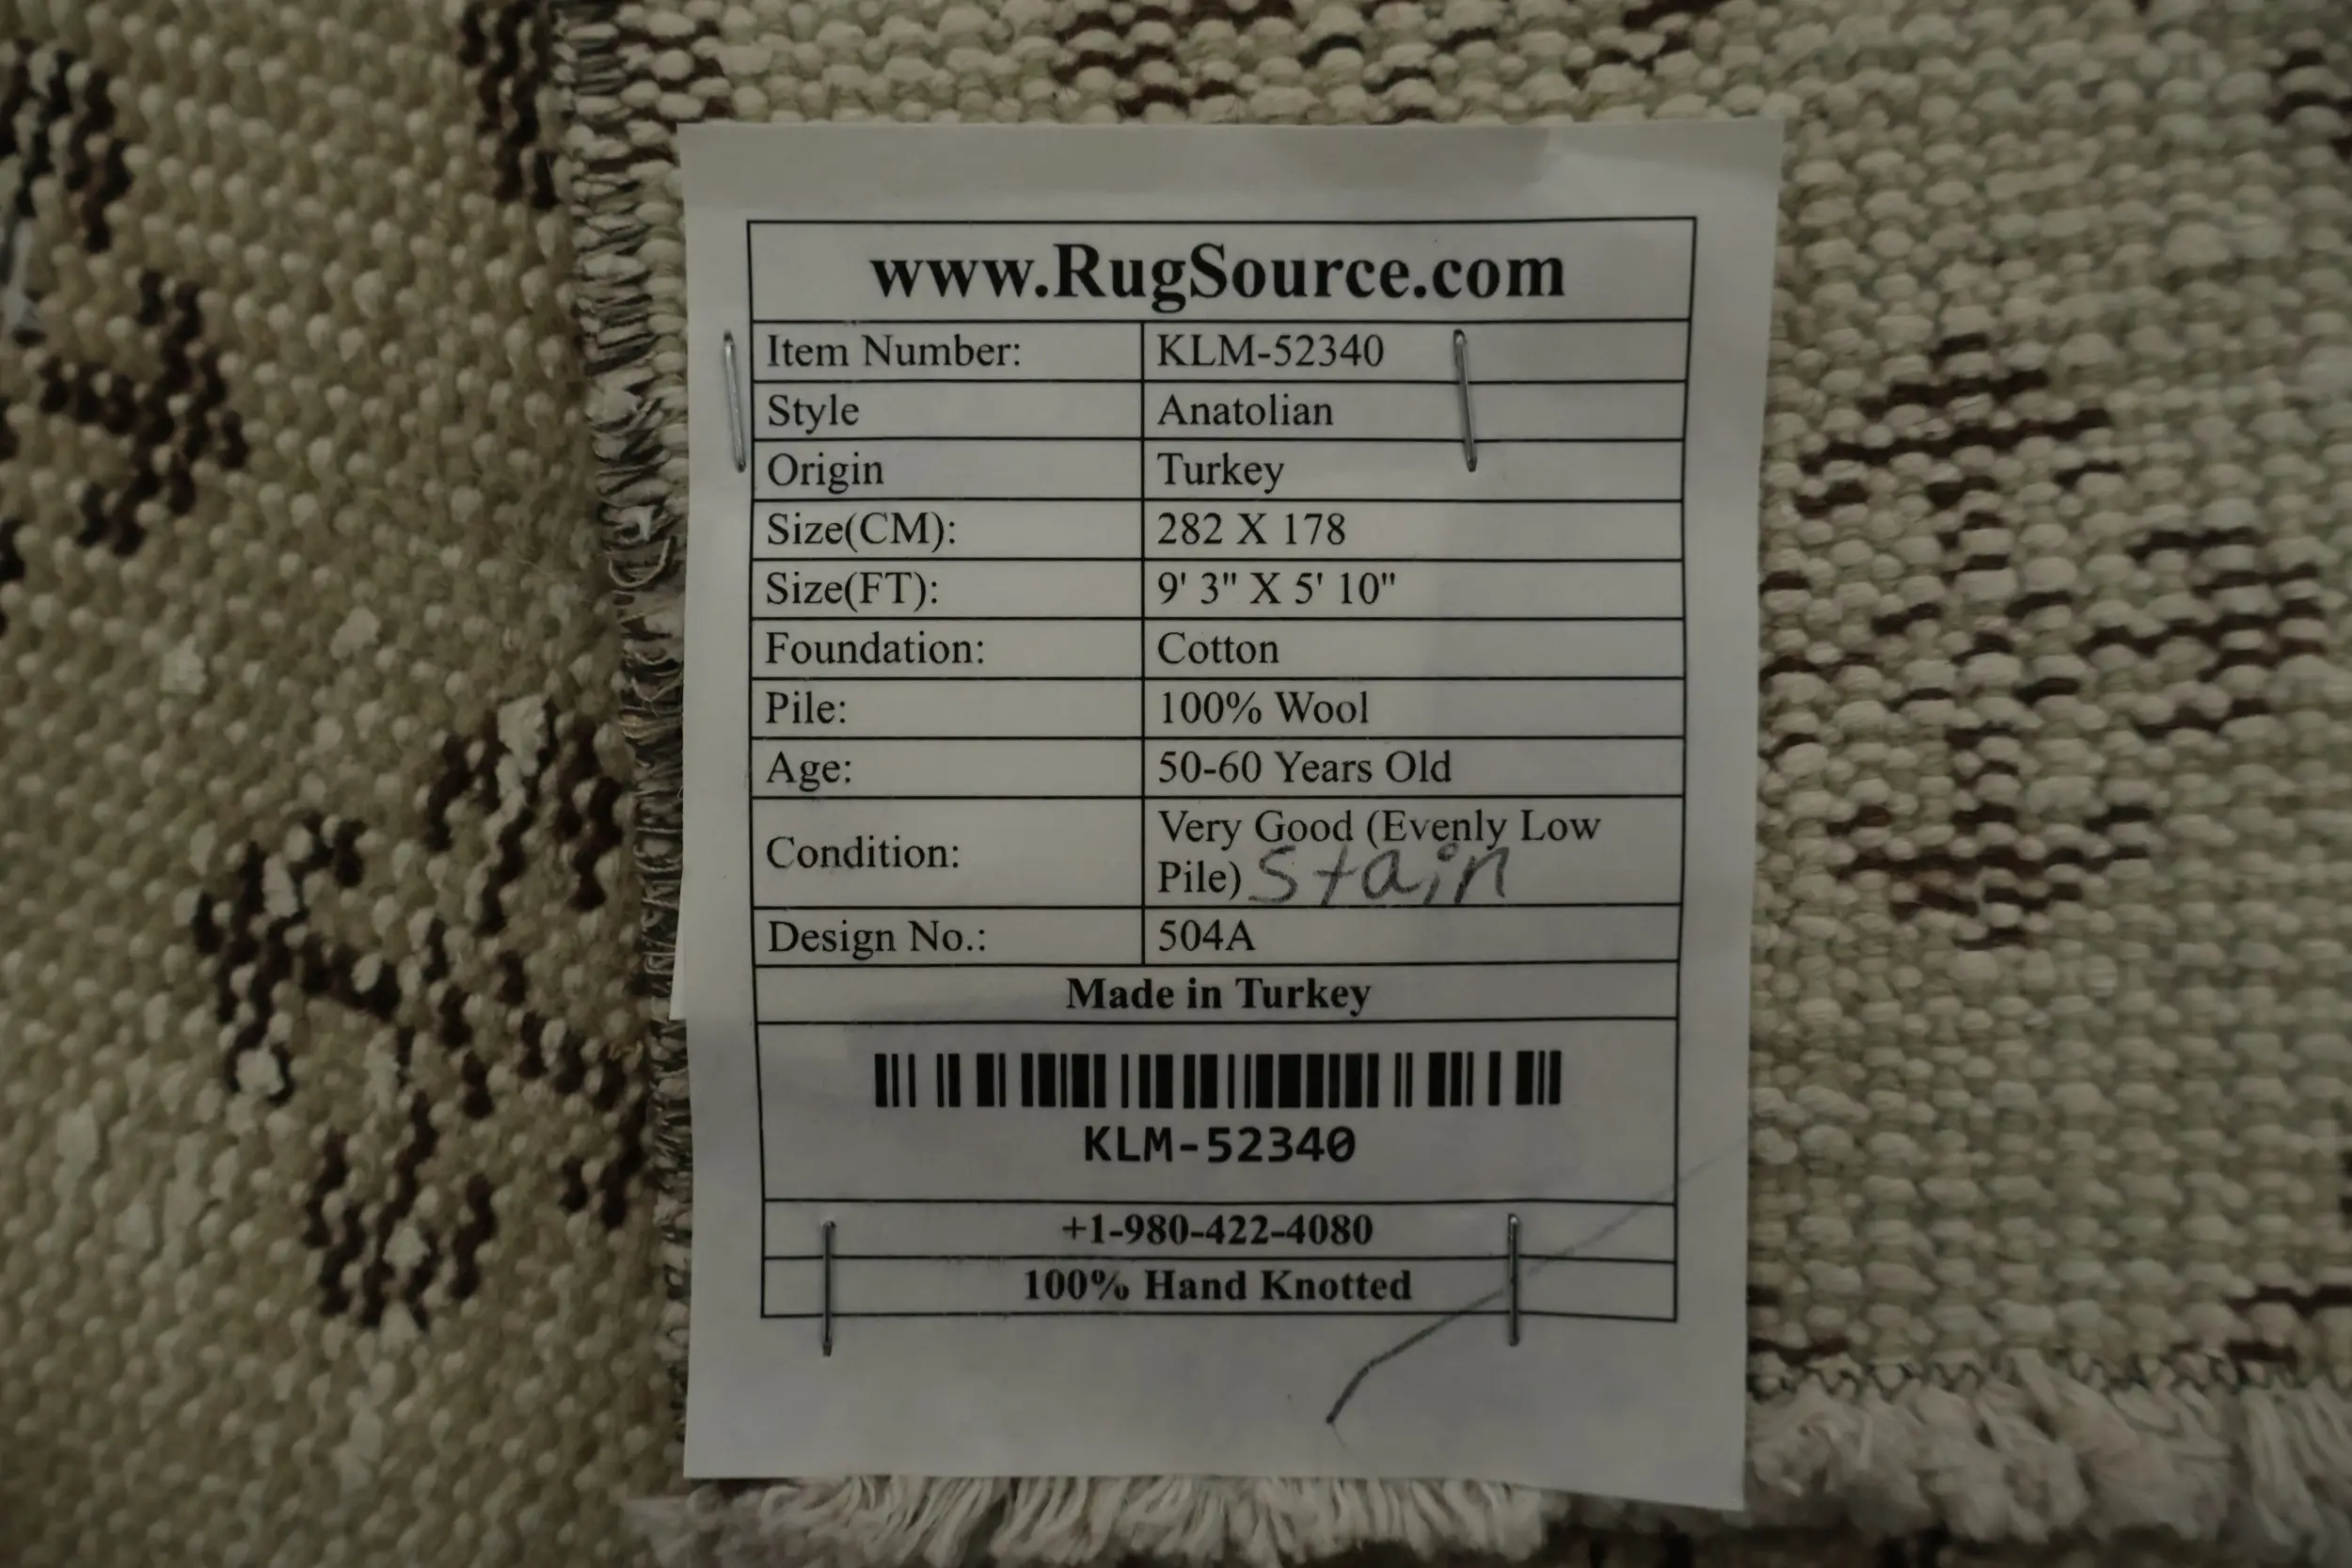 www.RugSource.com
Item Number: KLM-52340
Style Anatolian
Origin Turkey
Size(CM): 282 X 178
Size(FT): 9' 3" X 5' 10"
Foundation: Cotton
Pile: 100% Wool
Age: 50-60 Years Old
Condition: Very Good (Evenly Low
Pile) Stain
Design No.: 504A
Made in Turkey
KLM-52340
+1-980-422-4080
100% Hand Knotted